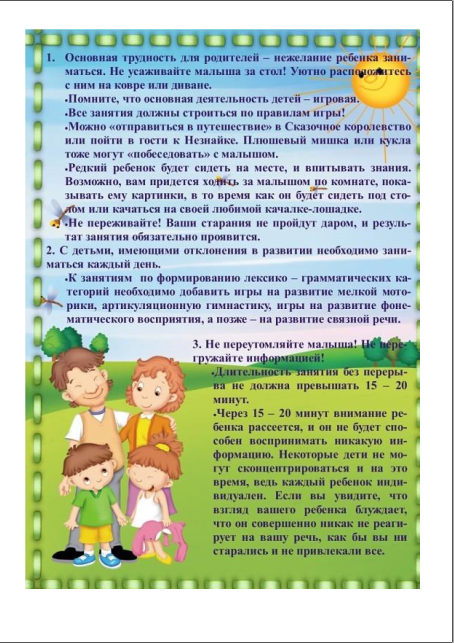 1. Основная трудность для родителей – нежелание ребенка зани-
маться. Не усаживайте малыша за стол! Уютно расположитесь
с ним на ковре или диване.
•Помните, что основная деятельность детей – игровая.
•Все занятия должны строиться по правилам игры!
•Можно «отправиться в путешествие» в Сказочное королевство
или пойти в гости к Незнайке. Плюшевый мишка или кукла
тоже могут «побеседовать» с малышом.
•Редкий ребенок будет сидеть на месте, и впитывать знания.
Возможно, вам придется ходить за малышом по комнате, пока-
зывать ему картинки, в то время как он будет сидеть под сто-
лом или качаться на своей любимой качалке-лошадке.
•Не переживайте! Ваши старания не пройдут даром, и резуль-
тат занятия обязательно проявится.
2. С детьми, имеющими отклонения в развитии необходимо зани-
маться каждый день.
•К занятиям по формированию лексико – грамматических ка-
тегорий необходимо добавить игры на развитие мелкой мото-
рики, артикуляционную гимнастику, игры на развитие фоне-
матического восприятия, а позже – на развитие связной речи.
3. Не переутомляйте малыша! Не пере-
гружайте информацией!
•Длительность занятия без переры-
ва не должна превышать 15 – 20
минут.
•Через 15 – 20 минут внимание ре-
бенка рассеется, и он не будет спо-
собен воспринимать никакую ин-
формацию. Некоторые дети не мо-
гут сконцентрироваться и на это
время, ведь каждый ребенок инди-
видуален. Если вы увидите, что
взгляд вашего ребенка блуждает,
что он совершенно никак не реаги-
рует на вашу речь, как бы вы ни
старались и не привлекали все.